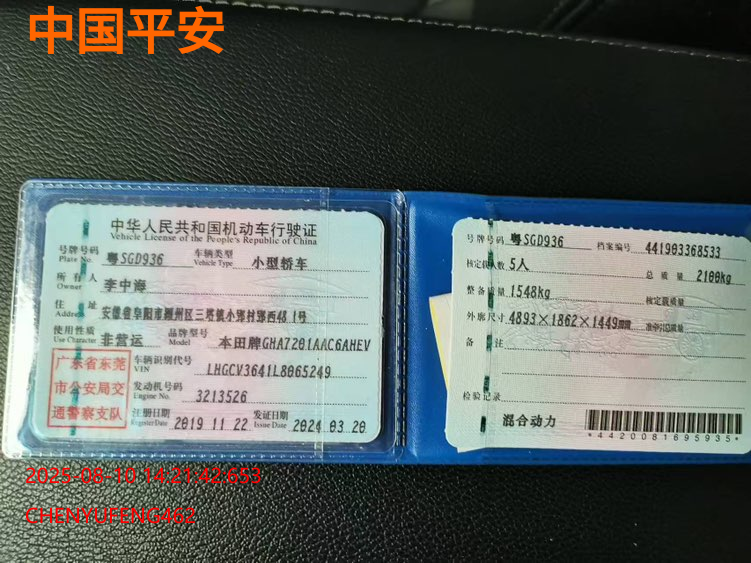 中国平安
中华人民共和国机动车行驶证
Vehicle License of the People's Republic of China
号牌号码 粤SGD936 车辆类型 小型轿车
Plate No. Vehicle Type
所有人 李中海
Owner
住址 安徽省阜阳市颍州区三塔镇小郢村郢西48 1号
Address
使用性质 非营运 品牌型号 本田牌GHA7201AAC6AHEV
Use Character Model
广东省东莞市公安局交通警察支队
车辆识别代号 LHGCV3641L8065249
VIN
发动机号码 3213526
Engine No.
注册日期 2019 11 22 发证日期 2024 03 20
Register Date Issue Date
号牌号码 粤SGD936 档案编号 441903368533
核定载人数 5人 总质量 2100kg
整备质量 1548kg 核定载质量
外廓尺寸 4893×1862×1449mm 准牵引总质量
备注
检验记录
混合动力
*4420081695935*
2025-08-10 14:21:42:653
CHENYUFENG462